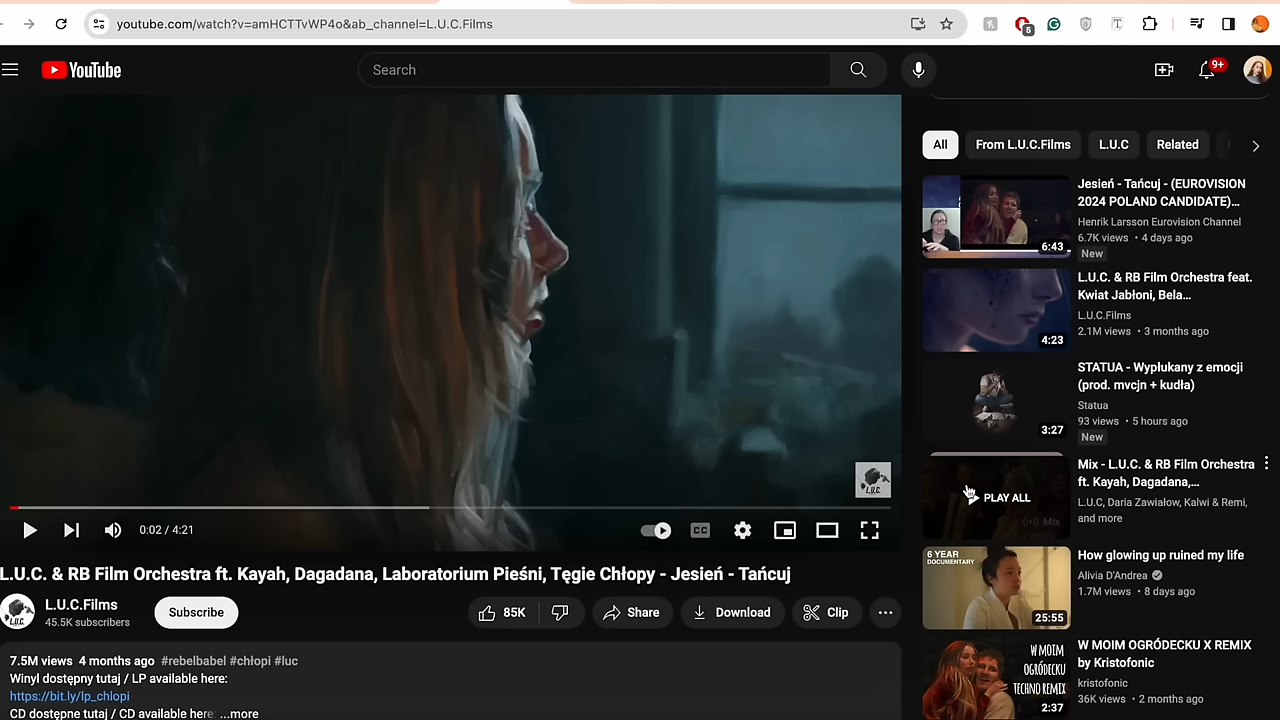 youtube.com/watch?v=amHCTTvWP4o&ab_channel=L.U.C.Films
5
T
YouTube
Search
9+
All
From L.U.C.Films
L.U.C
Related
Jesień - Tańcuj - (EUROVISION
2024 POLAND CANDIDATE)...
Henrik Larsson Eurovision Channel
6.7K views • 4 days ago
New
6:43
L.U.C. & RB Film Orchestra feat.
Kwiat Jabłoni, Bela...
L.U.C.Films
2.1M views • 3 months ago
4:23
STATUA - Wyplukany z emocji
(prod. mvcjn + kudła)
Statua
93 views • 5 hours ago
New
3:27
Mix - L.U.C. & RB Film Orchestra
ft. Kayah, Dagadana,...
L.U.C, Daria Zawiałow, Kalwi & Remi,
and more
PLAY ALL
Mix
6 YEAR
DOCUMENTARY
How glowing up ruined my life
Alivia D'Andrea
1.7M views • 8 days ago
25:55
W MOIM
OGRÓDECKU
TECHNO REMIX
2:37
W MOIM OGRÓDECKU X REMIX
by Kristofonic
kristofonic
36K views • 2 months ago
L.U.C.
0:02 / 4:21
CC
L.U.C. & RB Film Orchestra ft. Kayah, Dagadana, Laboratorium Pieśni, Tęgie Chłopy - Jesień - Tańcuj
L.U.C.
L.U.C.Films
45.5K subscribers
Subscribe
85K
Share
Download
Clip
7.5M views 4 months ago #rebelbabel #chłopi #luc
Winyl dostępny tutaj / LP available here:
https://bit.ly/lp_chlopi
CD dostępne tutaj / CD available here: ...more